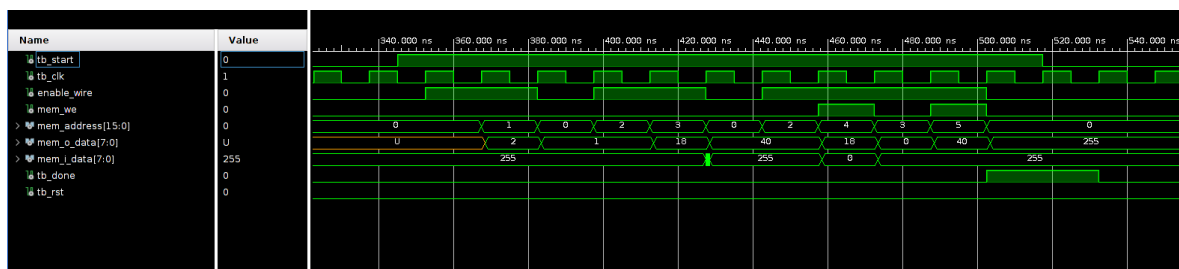 Name Value 340.000 ns 360.000 ns 380.000 ns 400.000 ns 420.000 ns 440.000 ns 460.000 ns 480.000 ns 500.000 ns 520.000 ns 540.000 ns
tb_start 0
tb_clk 1
enable_wire 0
mem_we 0
> mem_address[15:0] 0 0 1 0 2 3 0 2 4 3 5 0
> mem_o_data[7:0] U U 2 1 18 40 18 0 40 255
> mem_i_data[7:0] 255 255 255 0 255
tb_done 0
tb_rst 0